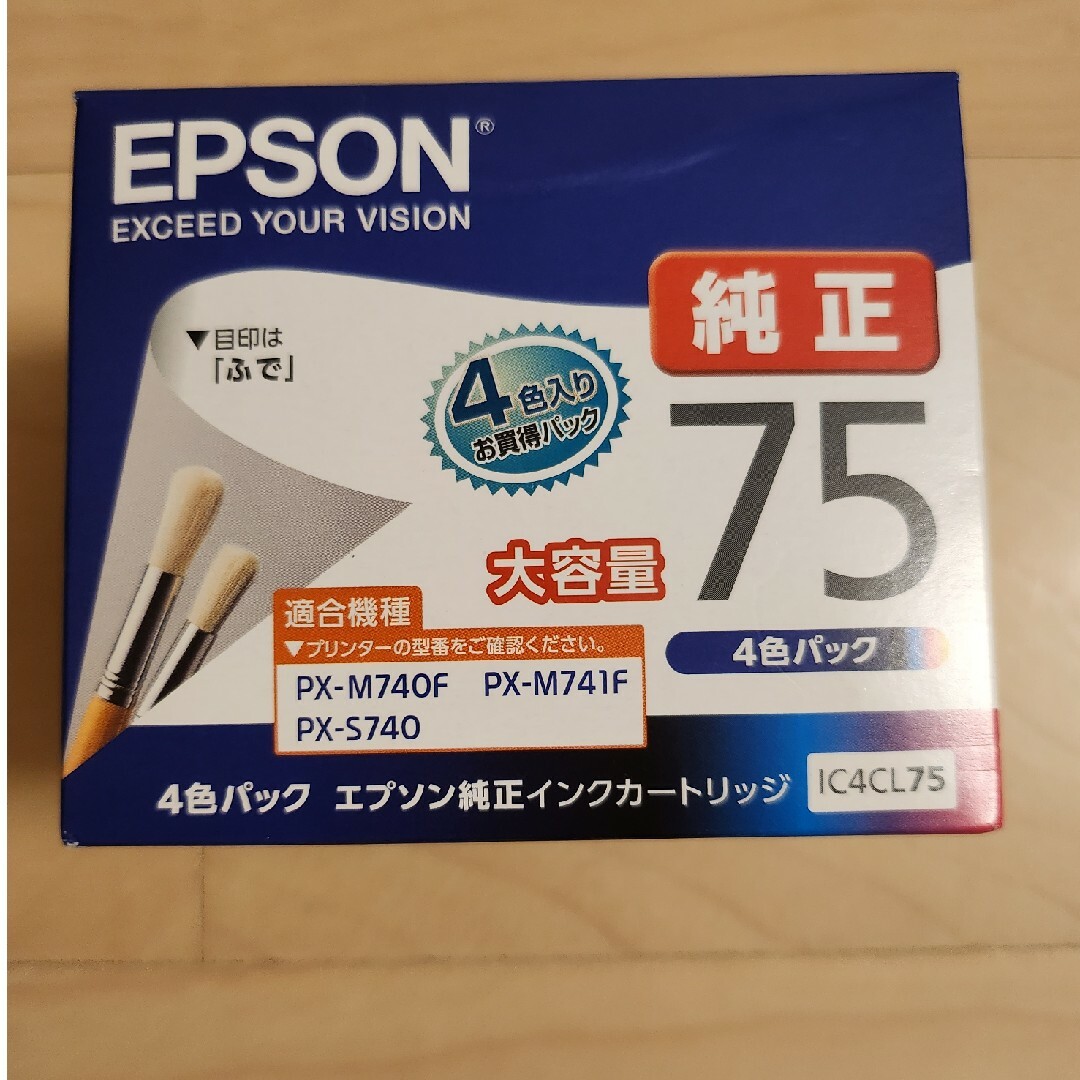 EPSON®
EXCEED YOUR VISION
純正
▼目印は
「ふで」
4色入り
お買得パック
75
大容量
4色パック
適合機種
▼プリンターの型番をご確認ください。
PX-M740F PX-M741F
PX-S740
4色パック エプソン純正インクカートリッジ IC4CL75